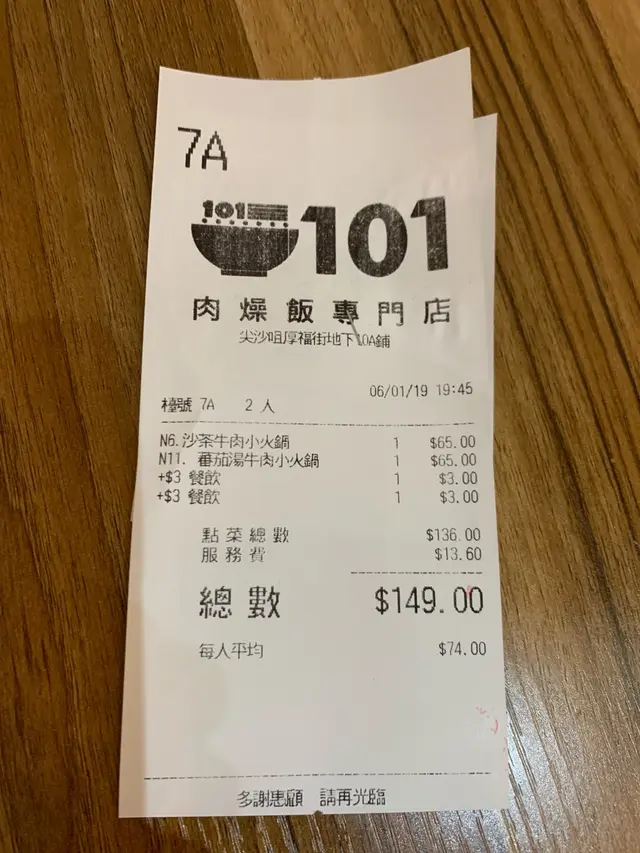 7A
101
101
肉燥飯專門店
尖沙咀厚福街地下10A鋪
06/01/19 19:45
檯號 7A 2 人
N6.沙茶牛肉小火鍋 1 $65.00
N11. 蕃茄湯牛肉小火鍋 1 $65.00
+$3 餐飲 1 $3.00
+$3 餐飲 1 $3.00
點菜總數 $136.00
服務費 $13.60
總數 $149.00
每人平均 $74.00
多謝惠顧 請再光臨